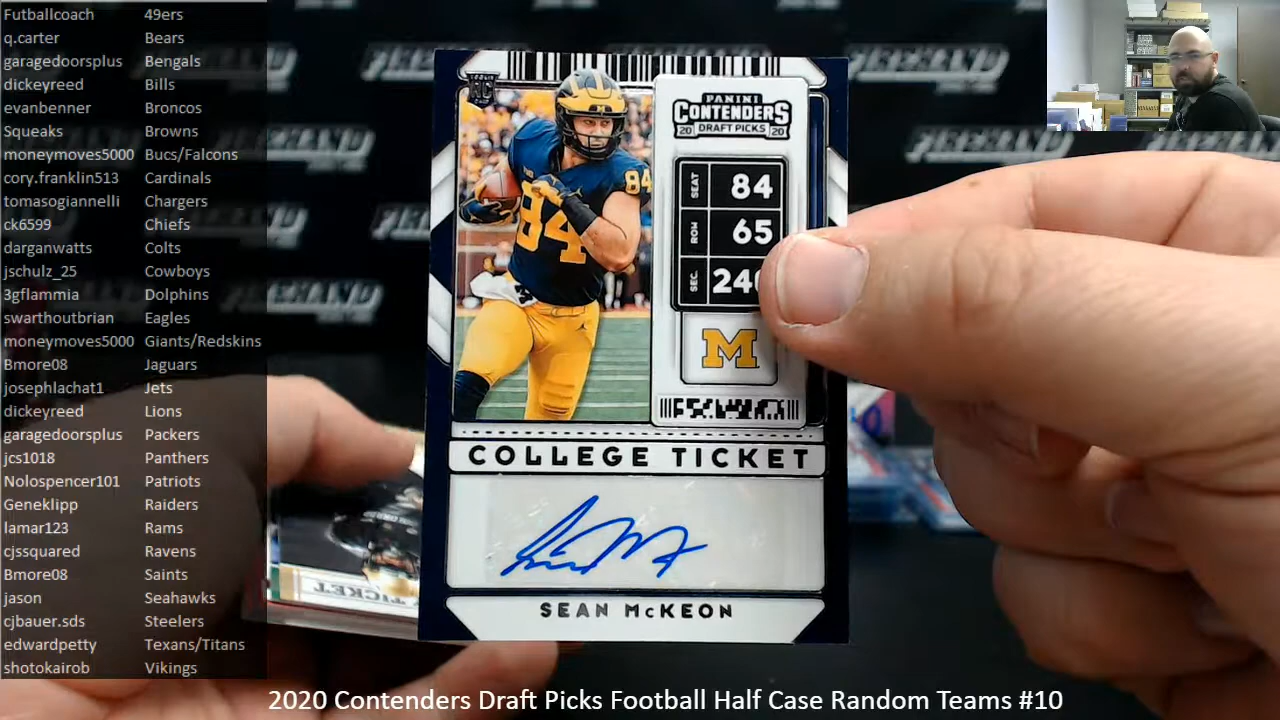 Futballcoach 49ers
q.carter Bears
garagedoorsplus Bengals
dickeyreed Bills
evanbenner Broncos
Squeaks Browns
moneymoves5000 Bucs/Falcons
cory.franklin513 Cardinals
tomasogiannelli Chargers
ck6599 Chiefs
darganwatts Colts
jschulz_25 Cowboys
3gflammia Dolphins
swarthoutbrian Eagles
moneymoves5000 Giants/Redskins
Bmore08 Jaguars
josephlachat1 Jets
dickeyreed Lions
garagedoorsplus Packers
jcs1018 Panthers
Nolospencer101 Patriots
Geneklipp Raiders
lamar123 Rams
cjssquared Ravens
Bmore08 Saints
jason Seahawks
cjbauer.sds Steelers
edwardpetty Texans/Titans
shotokairob Vikings
PANINI
CONTENDERS
20 DRAFT PICKS 20
SEAT 84
ROW 65
SEC. 240
M
84
84
COLLEGE TICKET
SEAN McKEON
TICKET
2020 Contenders Draft Picks Football Half Case Random Teams #10